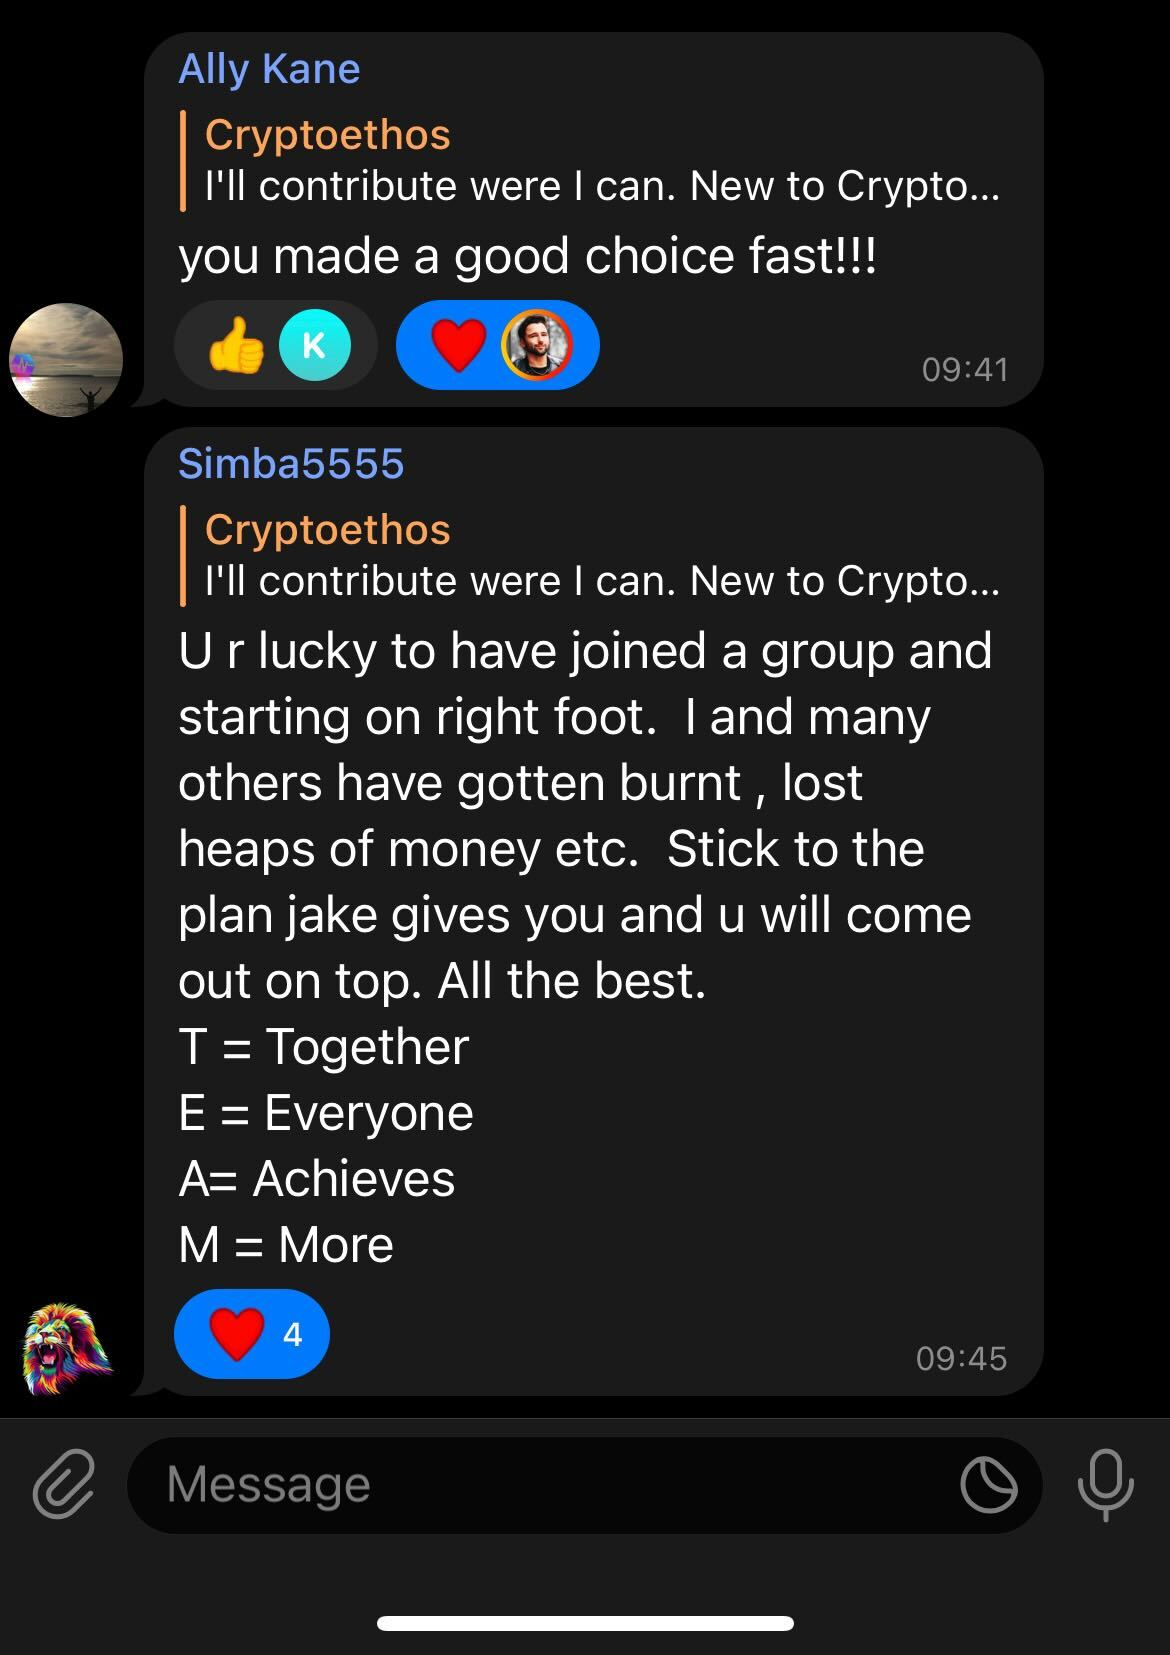 Ally Kane
Cryptoethos
I'll contribute were I can. New to Crypto...
you made a good choice fast!!!
K
09:41
Simba5555
Cryptoethos
I'll contribute were I can. New to Crypto...
U r lucky to have joined a group and
starting on right foot.  I and many
others have gotten burnt , lost
heaps of money etc.  Stick to the
plan jake gives you and u will come
out on top. All the best.
T = Together
E = Everyone
A= Achieves
M = More
4
09:45
Message